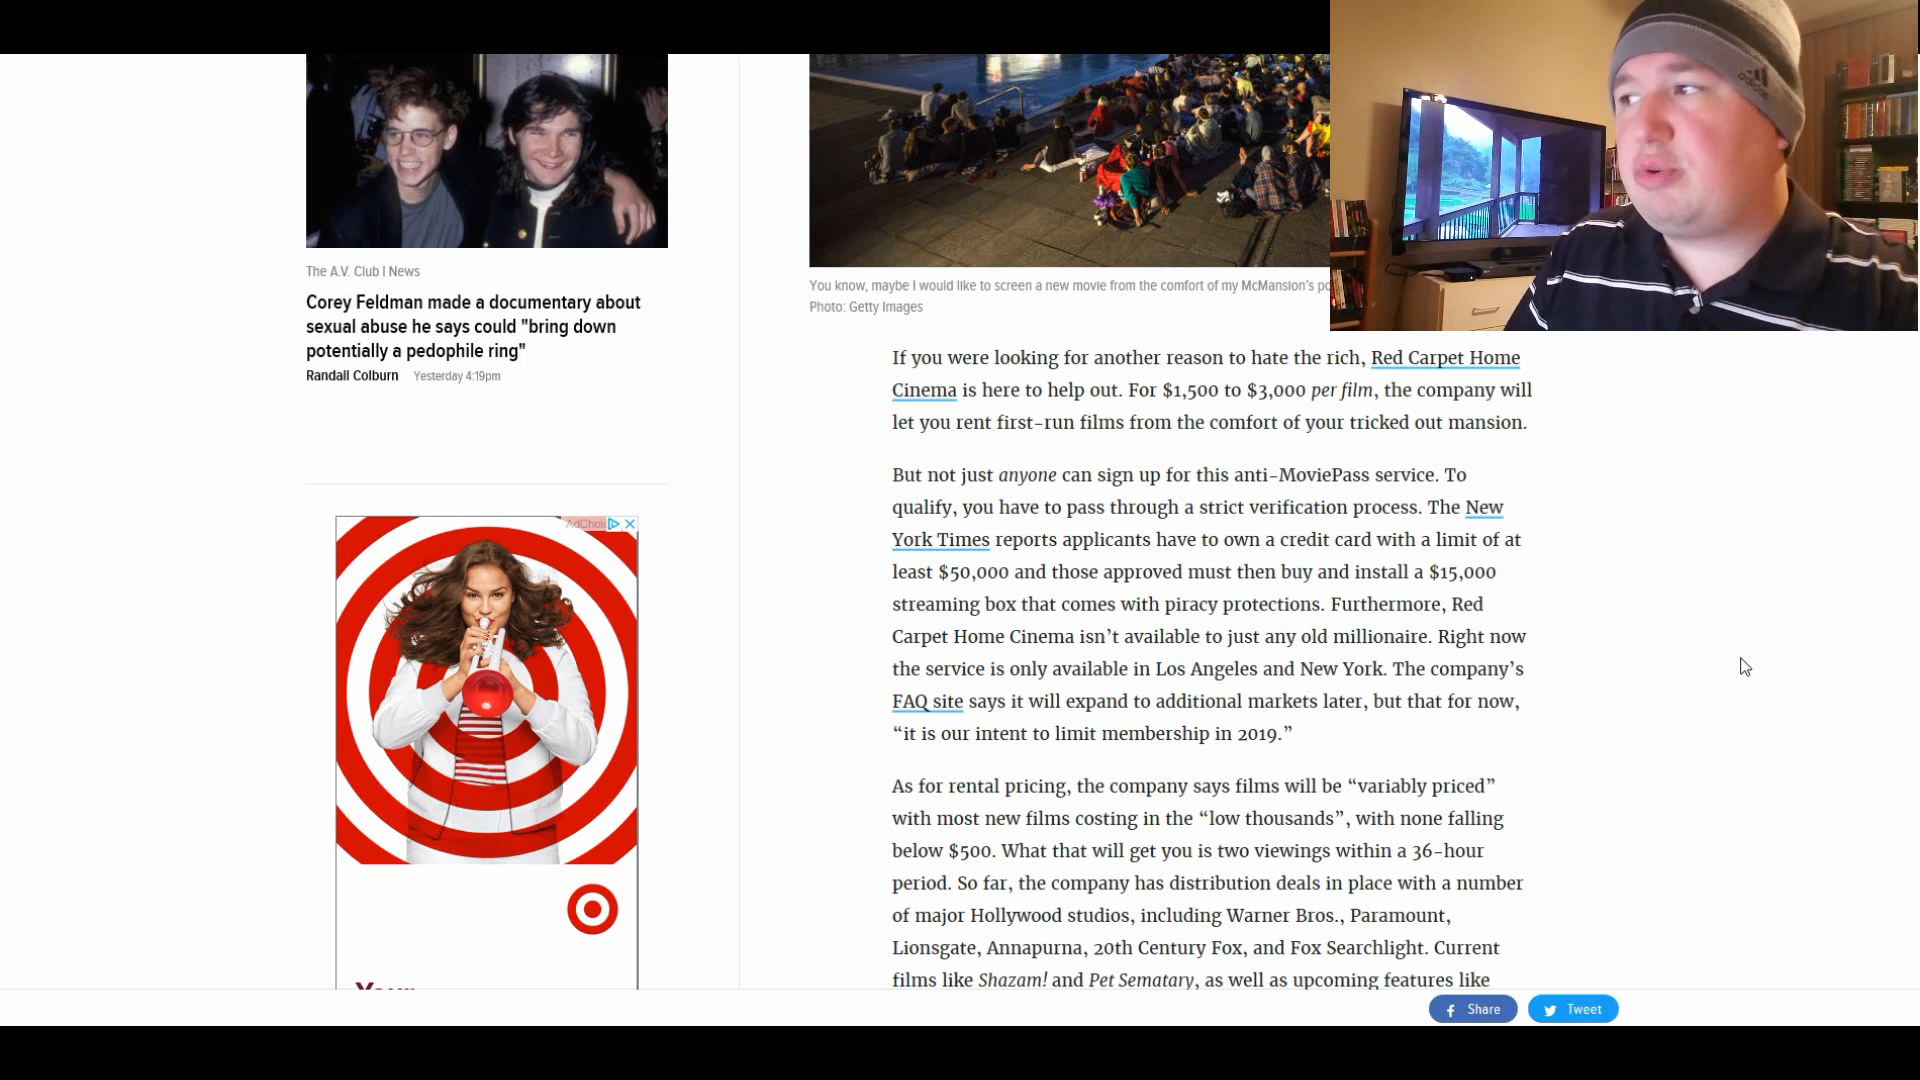 The A.V. Club | News
Corey Feldman made a documentary about
sexual abuse he says could "bring down
potentially a pedophile ring"
Randall Colburn Yesterday 4:19pm
AdChoi
You know, maybe I would like to screen a new movie from the comfort of my McMansion's
Photo: Getty Images
adidas
If you were looking for another reason to hate the rich, Red Carpet Home
Cinema is here to help out. For $1,500 to $3,000 per film, the company will
let you rent first-run films from the comfort of your tricked out mansion.
But not just anyone can sign up for this anti-MoviePass service. To
qualify, you have to pass through a strict verification process. The New
York Times reports applicants have to own a credit card with a limit of at
least $50,000 and those approved must then buy and install a $15,000
streaming box that comes with piracy protections. Furthermore, Red
Carpet Home Cinema isn’t available to just any old millionaire. Right now
the service is only available in Los Angeles and New York. The company’s
FAQ site says it will expand to additional markets later, but that for now,
“it is our intent to limit membership in 2019.”
As for rental pricing, the company says films will be “variably priced”
with most new films costing in the “low thousands”, with none falling
below $500. What that will get you is two viewings within a 36-hour
period. So far, the company has distribution deals in place with a number
of major Hollywood studios, including Warner Bros., Paramount,
Lionsgate, Annapurna, 20th Century Fox, and Fox Searchlight. Current
films like Shazam! and Pet Sematary, as well as upcoming features like
Share Tweet